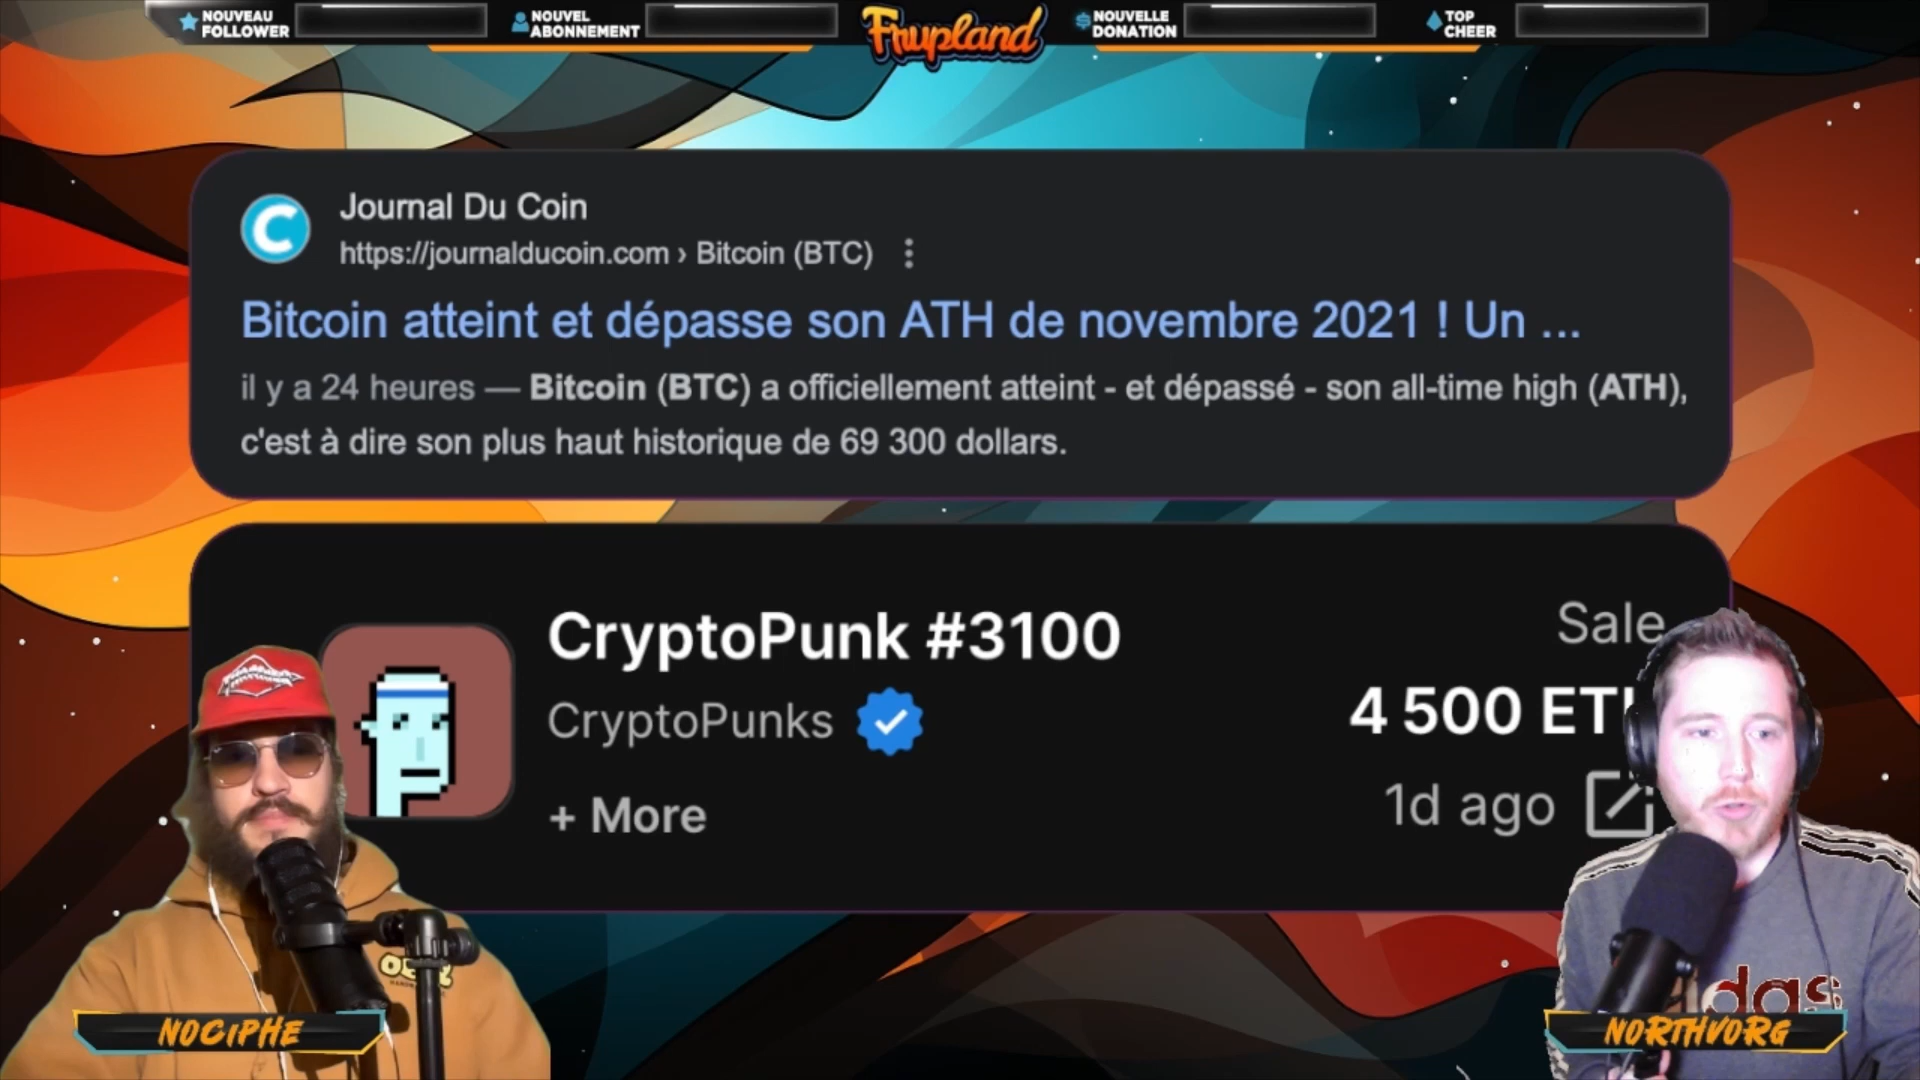 NOUVEAU
FOLLOWER
NOUVEL
ABONNEMENT
Frupland
NOUVELLE
DONATION
TOP
CHEER
Journal Du Coin
https://journalducoin.com › Bitcoin (BTC)
Bitcoin atteint et dépasse son ATH de novembre 2021 ! Un ...
il y a 24 heures — Bitcoin (BTC) a officiellement atteint - et dépassé - son all-time high (ATH),
c'est à dire son plus haut historique de 69 300 dollars.
CryptoPunk #3100
CryptoPunks
+ More
Sale
4 500 ET
1d ago
das
NOCIPHE
NORTHVORG